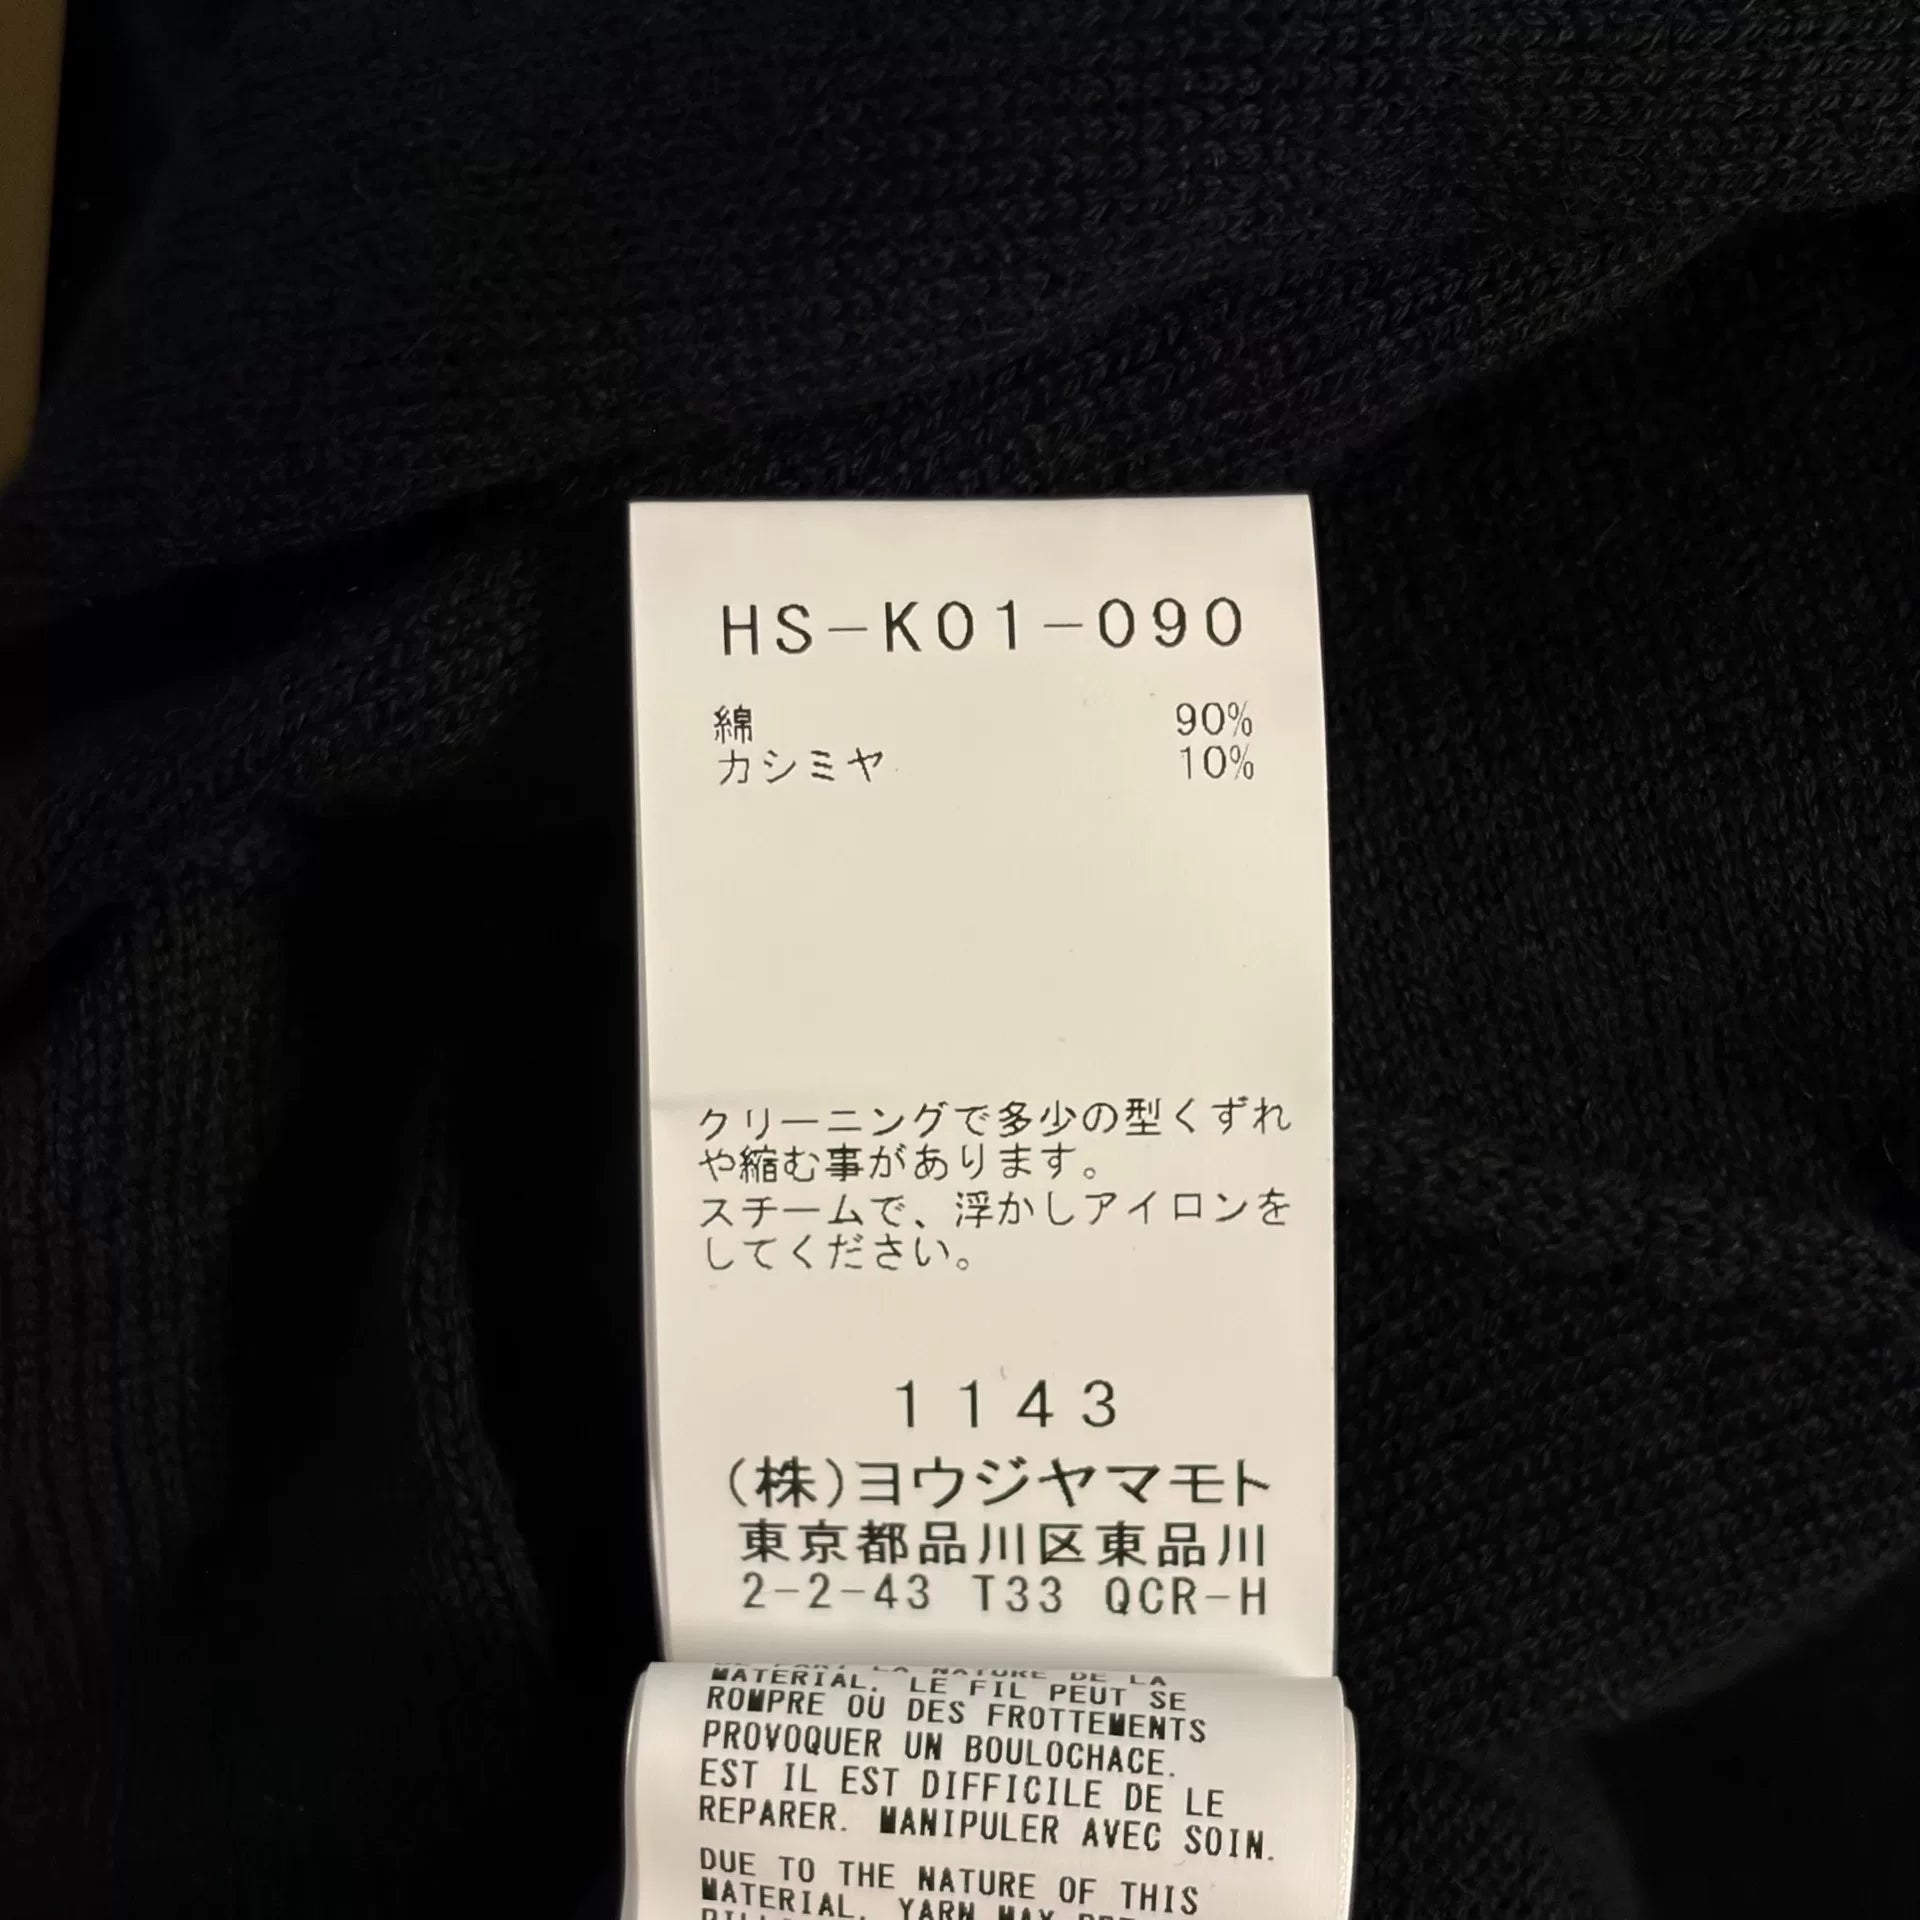 HS-K01-090
綿 90%
カシミヤ 10%
クリーニングで多少の型くずれ
や縮む事があります。
スチームで、浮かしアイロンを
してください。
1143
(株)ヨウジヤマモト
東京都品川区東品川
2-2-43 T33 QCR-H
NATURE DE LA
MATERIAL. LE FIL PEUT SE
ROMPRE OU DES FROTTEMENTS
PROVOQUER UN BOULOCHACE.
EST IL EST DIFFICILE DE LE
REPARER. MANIPULER AVEC SOIN.
DUE TO THE NATURE OF THIS
MATERIAL, YARN MAY